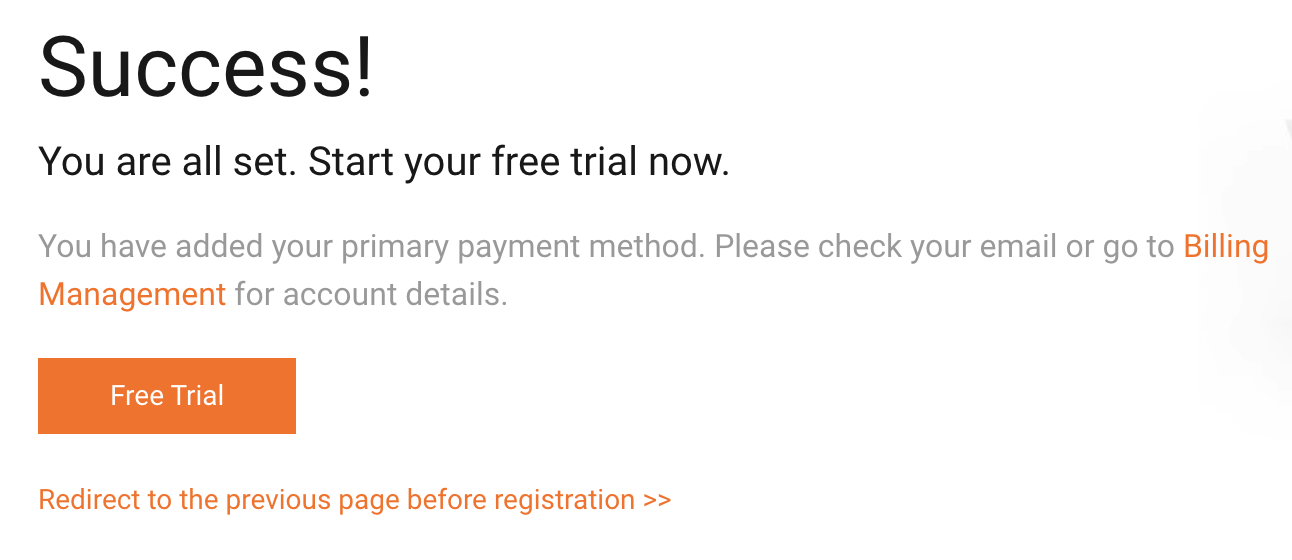 Success!
You are all set. Start your free trial now.
You have added your primary payment method. Please check your email or go to Billing
Management for account details.
Free Trial
Redirect to the previous page before registration >>